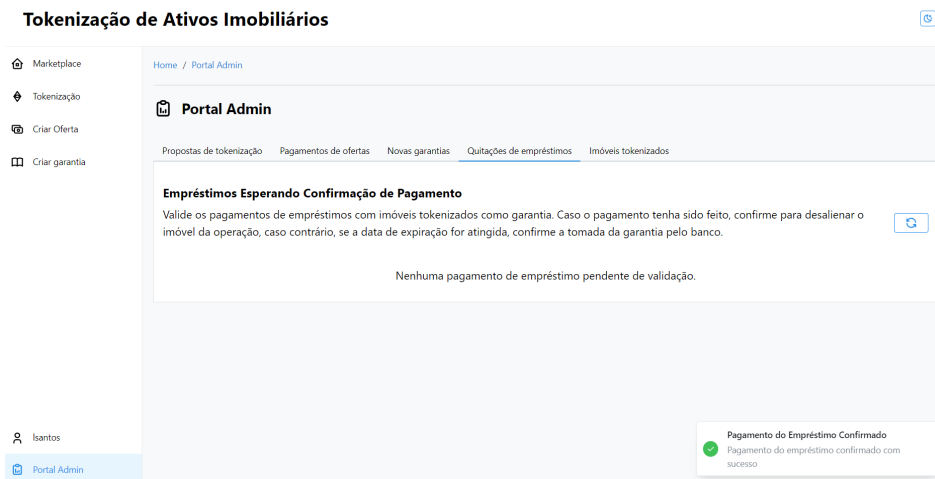 Tokenização de Ativos Imobiliários
Marketplace
Tokenização
Criar Oferta
Criar garantia
Home / Portal Admin
Portal Admin
Propostas de tokenização Pagamentos de ofertas Novas garantias Quitações de empréstimos Imóveis tokenizados
Empréstimos Esperando Confirmação de Pagamento
Valide os pagamentos de empréstimos com imóveis tokenizados como garantia. Caso o pagamento tenha sido feito, confirme para desalienar o
imóvel da operação, caso contrário, se a data de expiração for atingida, confirme a tomada da garantia pelo banco.
Nenhuma pagamento de empréstimo pendente de validação.
lsantos
Portal Admin
Pagamento do Empréstimo Confirmado
Pagamento do empréstimo confirmado com
sucesso